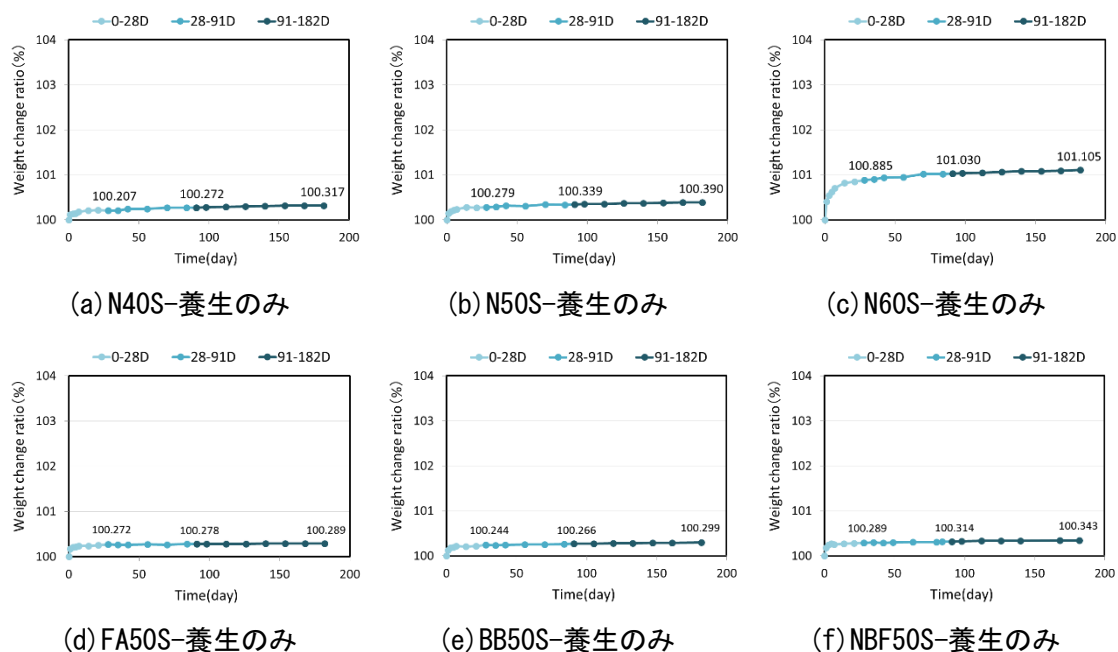 0-28D 28-91D 91-182D
Weight change ratio (%)
104
103
102
101
100
100.207 100.272 100.317
0 50 100 150 200
Time(day)
(a) N40S-養生のみ
0-28D 28-91D 91-182D
Weight change ratio (%)
104
103
102
101
100
100.279 100.339 100.390
0 50 100 150 200
Time(day)
(b) N50S-養生のみ
0-28D 28-91D 91-182D
Weight change ratio (%)
104
103
102
101
100
100.885 101.030 101.105
0 50 100 150 200
Time(day)
(c) N60S-養生のみ
0-28D 28-91D 91-182D
Weight change ratio (%)
104
103
102
101
100
100.272 100.278 100.289
0 50 100 150 200
Time(day)
(d) FA50S-養生のみ
0-28D 28-91D 91-182D
Weight change ratio (%)
104
103
102
101
100
100.244 100.266 100.299
0 50 100 150 200
Time(day)
(e) BB50S-養生のみ
0-28D 28-91D 91-182D
Weight change ratio (%)
104
103
102
101
100
100.289 100.314 100.343
0 50 100 150 200
Time(day)
(f) NBF50S-養生のみ